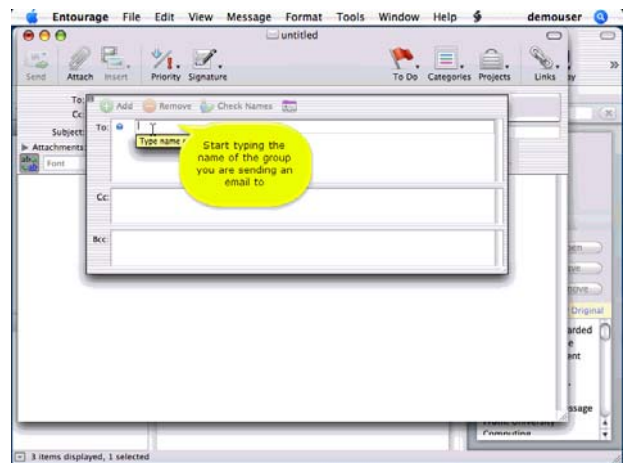 Entourage File Edit View Message Format Tools Window Help demouser
untitled
Send Attach Insert Priority Signature To Do Categories Projects Links
To:
Cc:
Subject:
Attachments:
Font
Add Remove Check Names
To:
Type name
Start typing the
name of the group
you are sending an
email to
Cc:
Bcc:
Original
3 items displayed, 1 selected